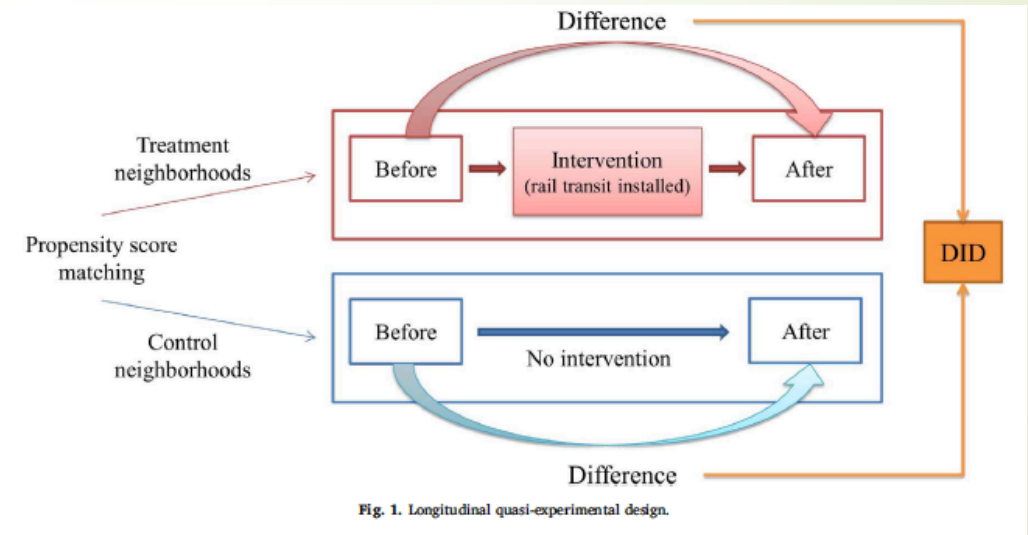 Difference
Treatment
neighborhoods
Before
Intervention
(rail transit installed)
After
Propensity score
matching
DID
Control
neighborhoods
Before
No intervention
After
Difference
Fig. 1. Longitudinal quasi-experimental design.